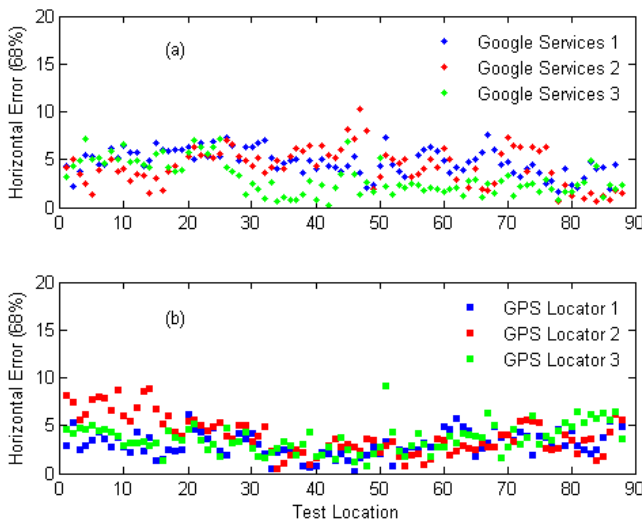 20
15
10
5
0
Horizontal Error (68%)
(a)
Google Services 1
Google Services 2
Google Services 3
0 10 20 30 40 50 60 70 80 90
20
15
10
5
0
Horizontal Error (68%)
(b)
GPS Locator 1
GPS Locator 2
GPS Locator 3
0 10 20 30 40 50 60 70 80 90
Test Location